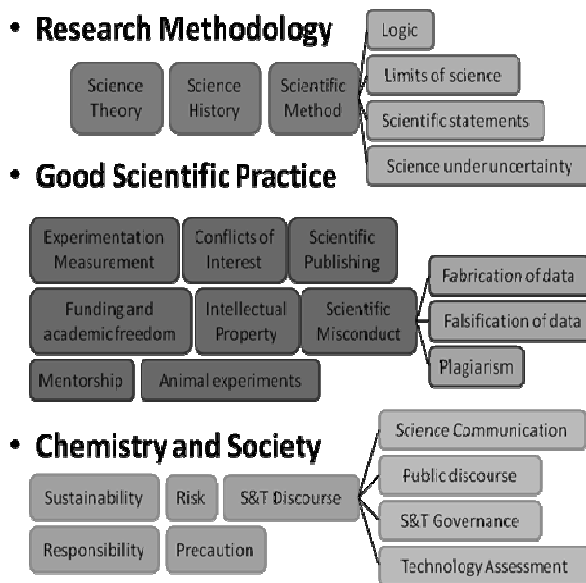 • Research Methodology
Logic
Science
Theory
Science
History
Scientific
Method
Limits of science
Scientific statements
Science under uncertainty
• Good Scientific Practice
Experimentation
Measurement
Conflicts of
Interest
Scientific
Publishing
Funding and
academic freedom
Intellectual
Property
Scientific
Misconduct
Fabrication of data
Falsification of data
Plagiarism
Mentorship
Animal experiments
• Chemistry and Society
Science Communication
Sustainability
Risk
S&T Discourse
Public discourse
S&T Governance
Responsibility
Precaution
Technology Assessment